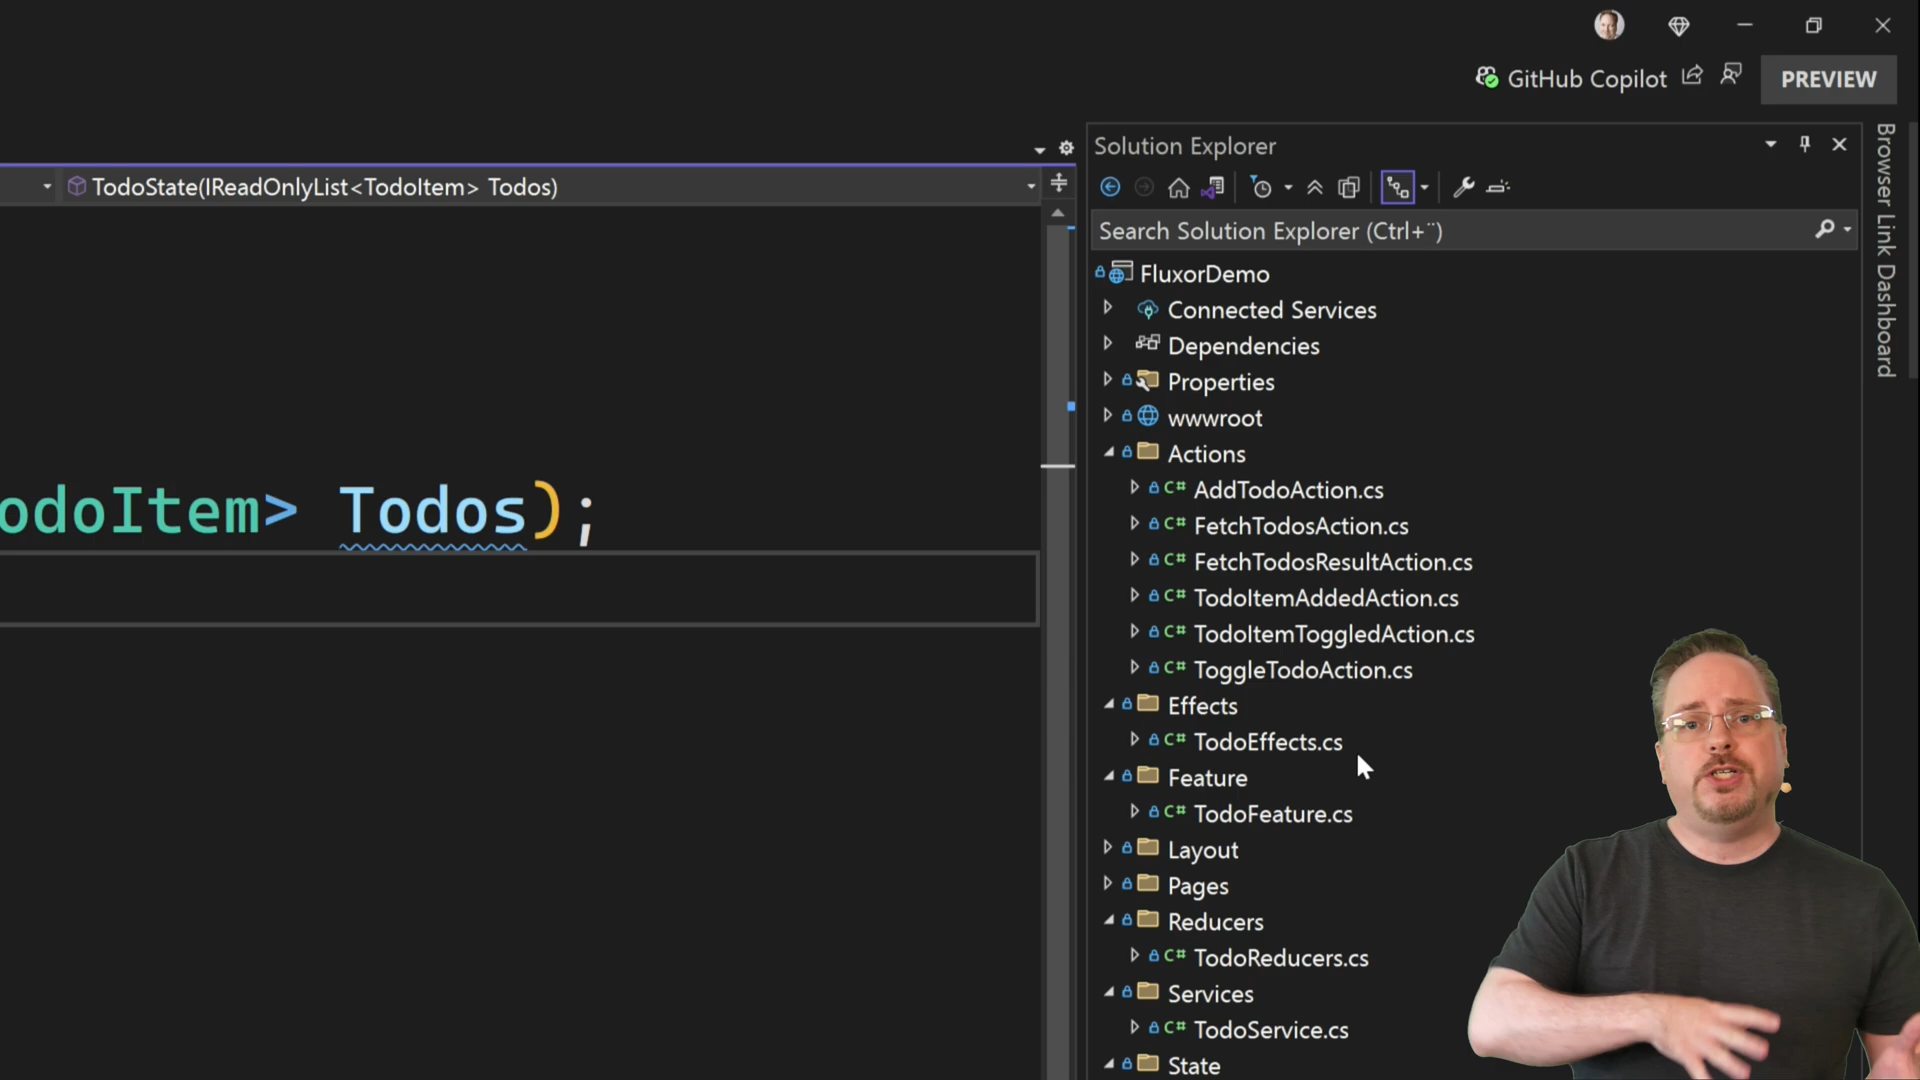 GitHub Copilot
PREVIEW
Solution Explorer
TodoState(IReadOnlyList<TodoItem> Todos)
Search Solution Explorer (Ctrl+¨)
FluxorDemo
Connected Services
Dependencies
Properties
wwwroot
Actions
C# AddTodoAction.cs
C# FetchTodosAction.cs
C# FetchTodosResultAction.cs
C# TodoItemAddedAction.cs
C# TodoItemToggledAction.cs
C# ToggleTodoAction.cs
Effects
C# TodoEffects.cs
Feature
C# TodoFeature.cs
Layout
Pages
Reducers
C# TodoReducers.cs
Services
C# TodoService.cs
State
odoItem> Todos);
Browser Link Dashboard